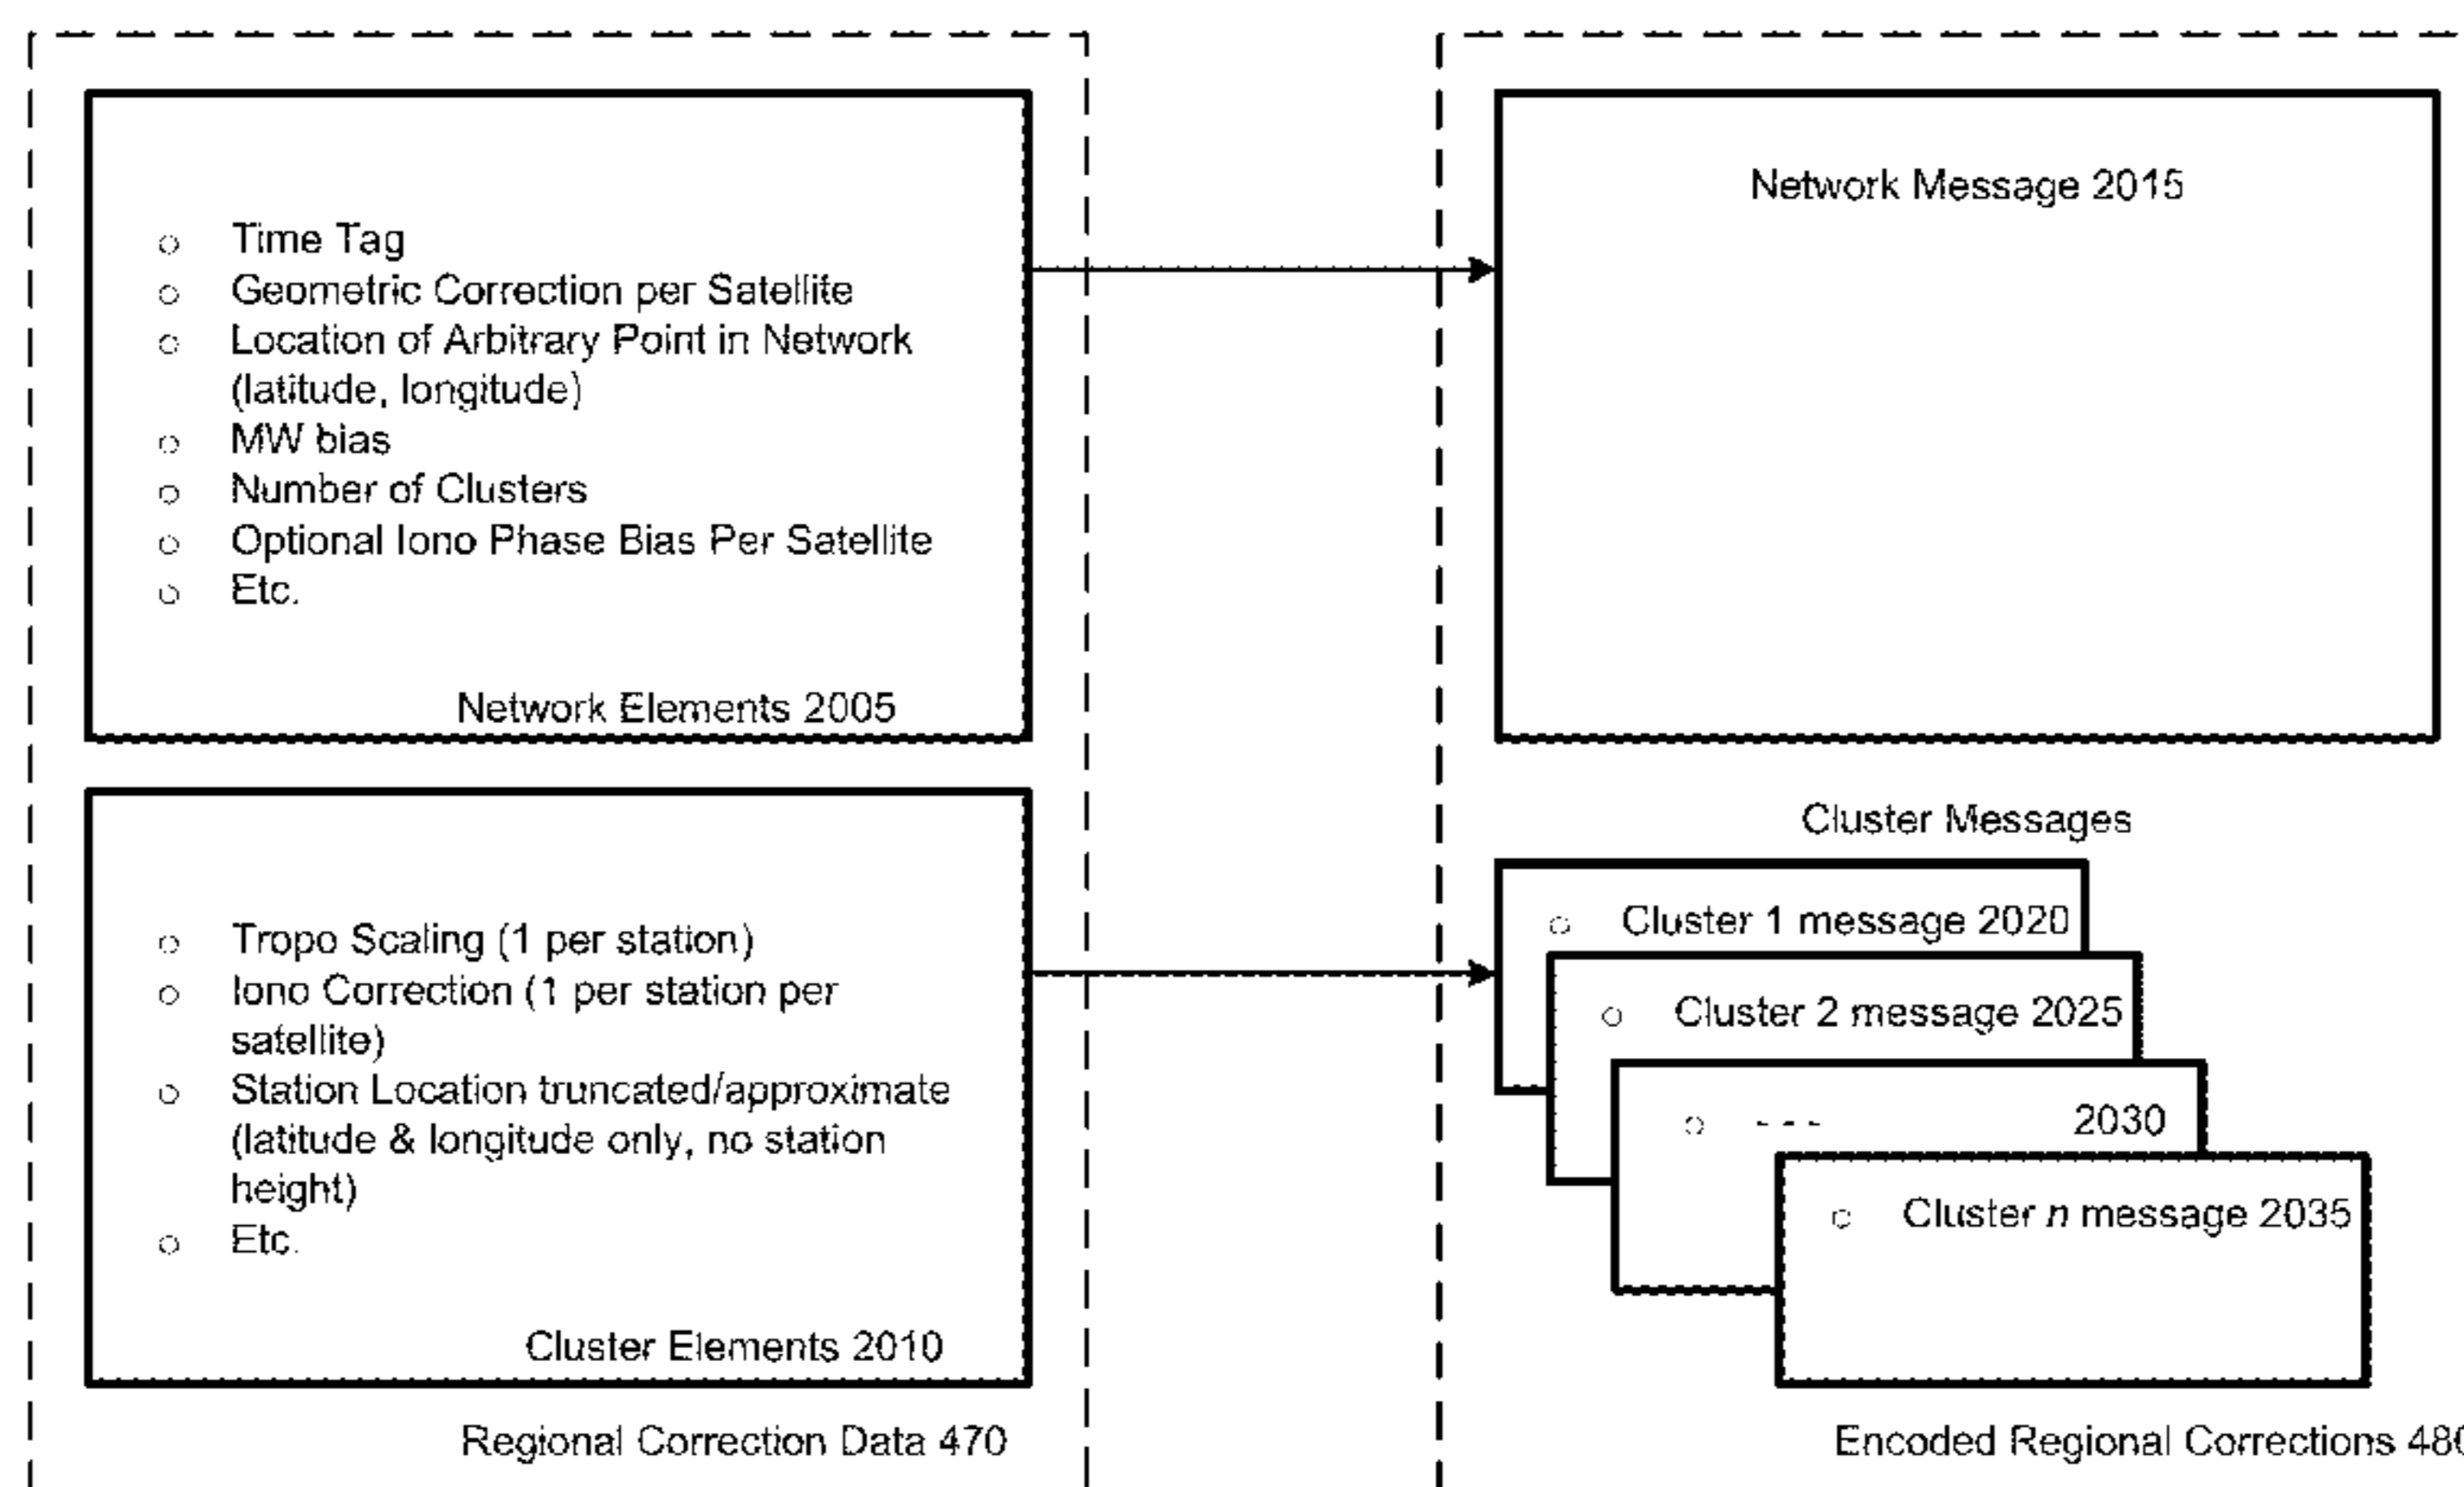 Time Tag
Geometric Correction per Satellite
Location of Arbitrary Point in Network
(latitude, longitude)
MW bias
Number of Clusters
Optional Iono Phase Bias Per Satellite
Etc.
Network Elements 2005
Network Message 2015
Tropo Scaling (1 per station)
Iono Correction (1 per station per
satellite)
Station Location truncated/approximate
(latitude & longitude only, no station
height)
Etc.
Cluster Elements 2010
Cluster Messages
Cluster 1 message 2020
Cluster 2 message 2025
- - - 2030
Cluster n message 2035
Regional Correction Data 470
Encoded Regional Corrections 480